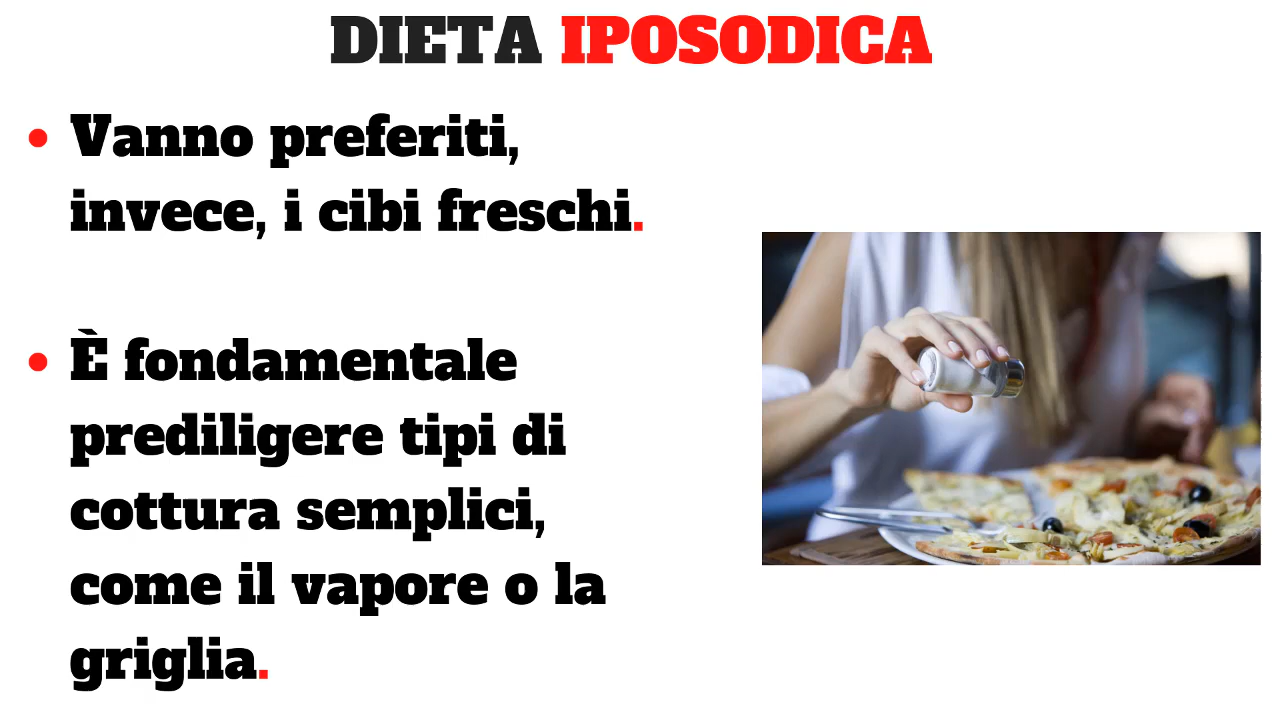 DIETA IPOSODICA
• Vanno preferiti,
invece, i cibi freschi.
• È fondamentale
prediligere tipi di
cottura semplici,
come il vapore o la
griglia.